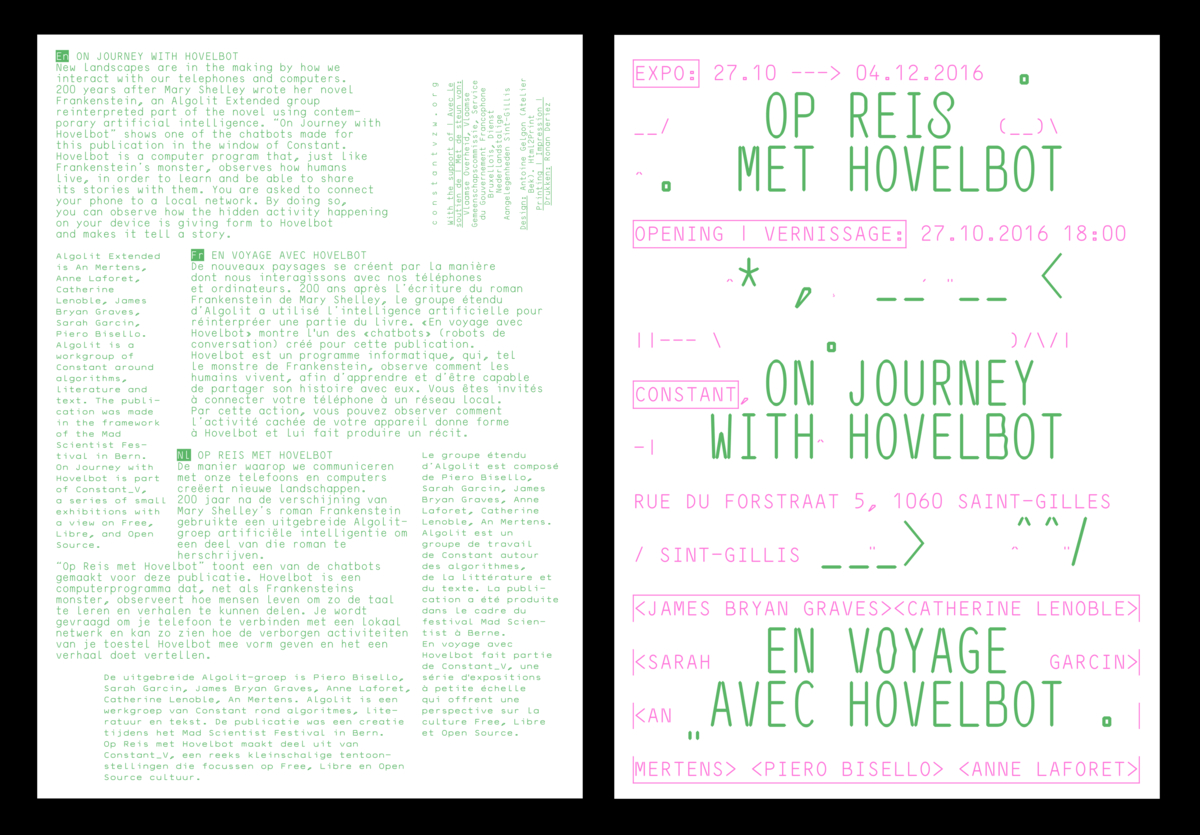 En ON JOURNEY WITH HOVELBOT
New landscapes are in the making by how we
interact with our telephones and computers.
200 years after Mary Shelley wrote her novel
Frankenstein, an Algolit Extended group
reinterpreted part of the novel using contem-
porary artificial intelligence. "On Journey with
Hovelbot" shows one of the chatbots made for
this publication in the window of Constant.
Hovelbot is a computer program that, just like
Frankenstein's monster, observes how humans
live, in order to learn and be able to share
its stories with them. You are asked to connect
your phone to a local network. By doing so,
you can observe how the hidden activity happening
on your device is giving form to Hovelbot
and makes it tell a story.
constantvzw.org
With the support of | Avec le
soutien de | Met de steun van:
Vlaamse Overheid, Vlaamse
Gemeenschapscommissie, Service
du Gouvernement Francophone
Bruxellois, Dienst
Nederlandstalige
Aangelegenheden Sint-Gillis
Design: Antoine Gelgon (Atelier
Bek), Html2Print
Printing | Impression |
Drukken: Ronan Deriez
Algolit Extended
is An Mertens,
Anne Laforet,
Catherine
Lenoble, James
Bryan Graves,
Sarah Garcin,
Piero Bisello.
Algolit is a
workgroup of
Constant around
algorithms,
literature and
text. The publi-
cation was made
in the framework
of the Mad
Scientist Fes-
tival in Bern.
On Journey with
Hovelbot is part
of Constant_V,
a series of small
exhibitions with
a view on Free,
Libre, and Open
Source.
Fr EN VOYAGE AVEC HOVELBOT
De nouveaux paysages se créent par la manière
dont nous interagissons avec nos téléphones
et ordinateurs. 200 ans après l'écriture du roman
Frankenstein de Mary Shelley, le groupe étendu
d'Algolit a utilisé l'intelligence artificielle pour
réinterpréer une partie du livre. «En voyage avec
Hovelbot» montre l'un des «chatbots» (robots de
conversation) créé pour cette publication.
Hovelbot est un programme informatique, qui, tel
le monstre de Frankenstein, observe comment les
humains vivent, afin d'apprendre et d'être capable
de partager son histoire avec eux. Vous êtes invités
à connecter votre téléphone à un réseau local.
Par cette action, vous pouvez observer comment
l'activité cachée de votre appareil donne forme
à Hovelbot et Lui fait produire un récit.
Nl OP REIS MET HOVELBOT
De manier waarop we communiceren
met onze telefoons en computers
creëert nieuwe landschappen.
200 jaar na de verschijning van
Mary Shelley's roman Frankenstein
gebruikte een uitgebreide Algolit-
groep artificiële intelligentie om
een deel van die roman te
herschrijven.
"Op Reis met Hovelbot" toont een van de chatbots
gemaakt voor deze publicatie. Hovelbot is een
computerprogramma dat, net als Frankensteins
monster, observeert hoe mensen leven om zo de taal
te leren en verhalen te kunnen delen. Je wordt
gevraagd om je telefoon te verbinden met een lokaal
netwerk en kan zo zien hoe de verborgen activiteiten
van je toestel Hovelbot mee vorm geven en het een
verhaal doet vertellen.
Le groupe étendu
d'Algolit est composé
de Piero Bisello,
Sarah Garcin, James
Bryan Graves, Anne
Laforet, Catherine
Lenoble, An Mertens.
Algolit est un
groupe de travail
de Constant autour
des algorithmes,
de la littérature et
du texte. La publi-
cation a été produite
dans le cadre du
festival Mad Scien-
tist à Berne.
En voyage avec
Hovelbot fait partie
de Constant_V, une
série d'expositions
à petite échelle
qui offrent une
perspective sur la
culture Free, Libre
et Open Source.
De uitgebreide Algolit-groep is Piero Bisello,
Sarah Garcin, James Bryan Graves, Anne Laforet,
Catherine Lenoble, An Mertens. Algolit is een
werkgroep van Constant rond algoritmes, lite-
ratuur en tekst. De publicatie was een creatie
tijdens het Mad Scientist Festival in Bern.
Op Reis met Hovelbot maakt deel uit van
Constant_V, een reeks kleinschalige tentoon-
stellingen die focussen op Free, Libre en Open
Source cultuur.
EXPO: 27.10 ---> 04.12.2016 .
__/ OP REIS (__)\
^ . MET HOVELBOT
OPENING | VERNISSAGE: 27.10.2016 18:00
^ * , ' __ ´ " __ <
||--- \ . )/\/|
ON JOURNEY
CONSTANT,
-| WITH HOVELBOT
RUE DU FORSTRAAT 5, 1060 SAINT-GILLES
/ SINT-GILLIS ___ " > ^ ^^ " /
<JAMES BRYAN GRAVES><CATHERINE LENOBLE>
EN VOYAGE
<SARAH GARCIN>
<AN AVEC HOVELBOT .
"
MERTENS> <PIERO BISELLO> <ANNE LAFORET>